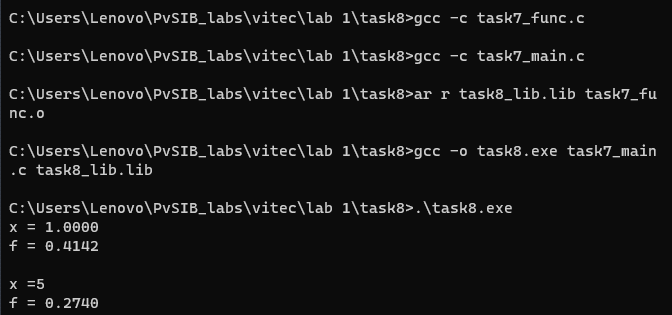 C:\Users\Lenovo\PvSIB_labs\vitec\lab 1\task8>gcc -c task7_func.c
C:\Users\Lenovo\PvSIB_labs\vitec\lab 1\task8>gcc -c task7_main.c
C:\Users\Lenovo\PvSIB_labs\vitec\lab 1\task8>ar r task8_lib.lib task7_fu
nc.o
C:\Users\Lenovo\PvSIB_labs\vitec\lab 1\task8>gcc -o task8.exe task7_main
.c task8_lib.lib
C:\Users\Lenovo\PvSIB_labs\vitec\lab 1\task8>.\task8.exe
x = 1.0000
f = 0.4142
x =5
f = 0.2740